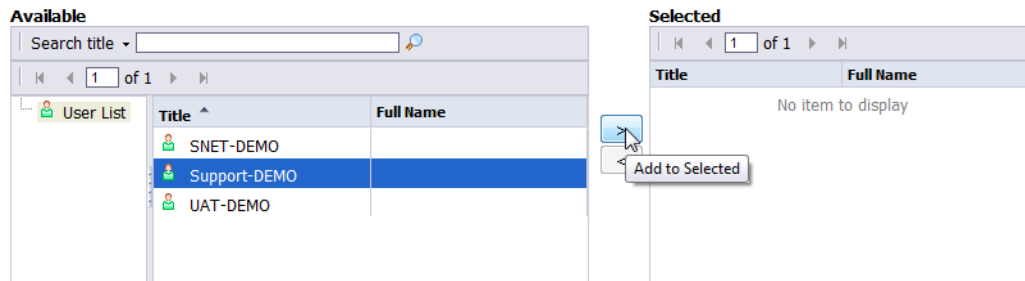 Available
Search title
1 of 1
User List
Title Full Name
SNET-DEMO
Support-DEMO
UAT-DEMO
>
<
Add to Selected
Selected
1 of 1
Title Full Name
No item to display